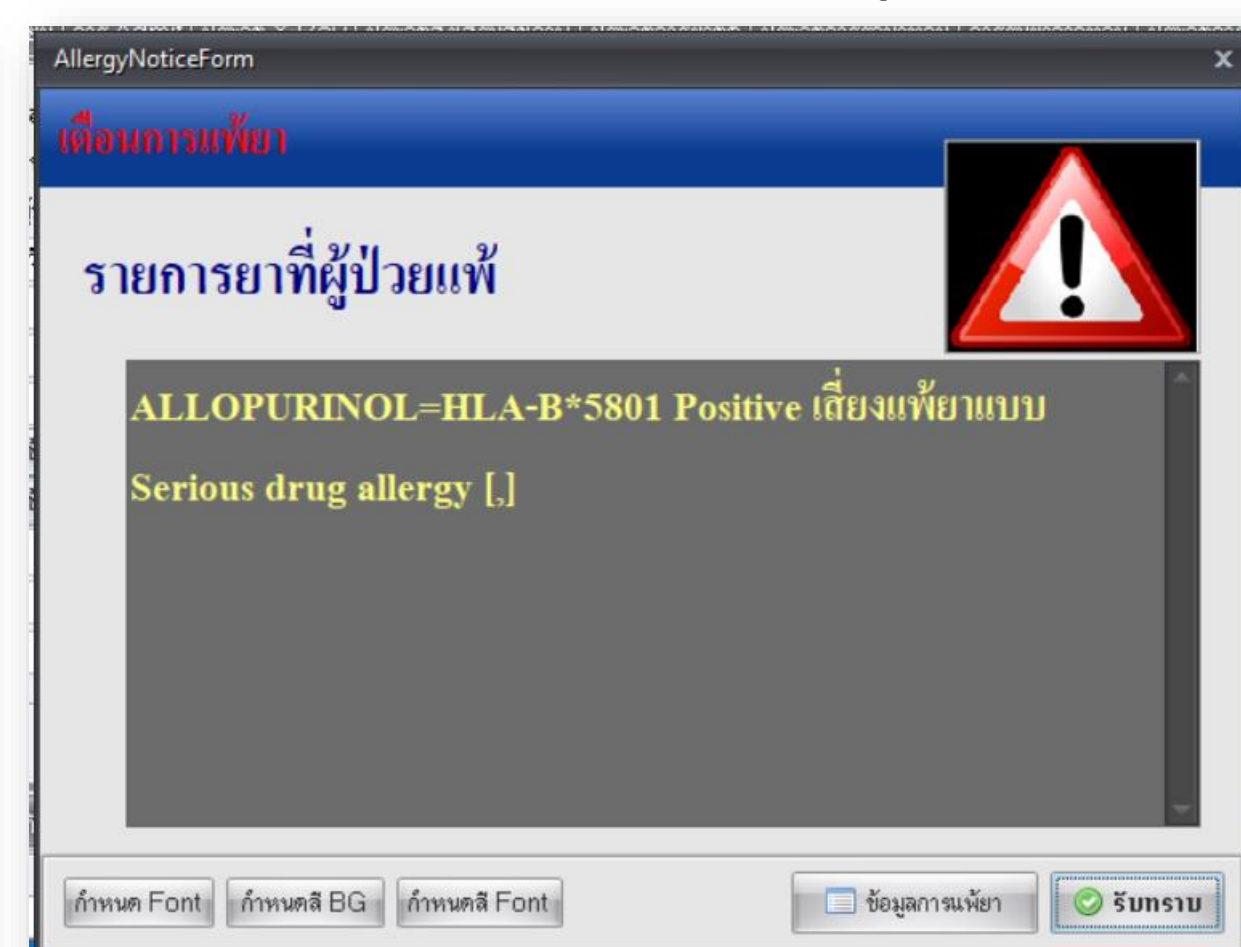 AllergyNoticeForm
เตือนการแพ้ยา
รายการยาที่ผู้ป่วยแพ้
ALLOPURINOL=HLA-B*5801 Positive เสี่ยงแพ้ยาแบบ
Serious drug allergy [,]
กำหนด Font กำหนดสี BG กำหนดสี Font ข้อมูลการแพ้ยา รับทราบ